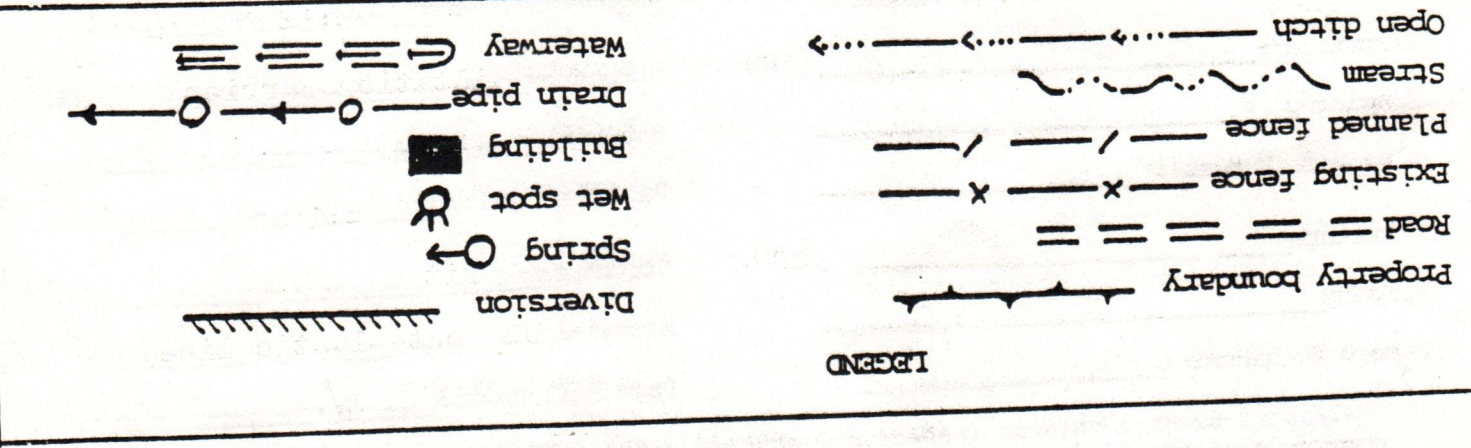 LEGEND
Property boundary
Road
Existing fence
Planned fence
Stream
Open ditch
Diversion
Spring
Wet spot
Building
Drain pipe
Waterway